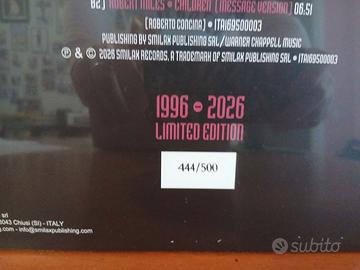 B2) ROBERT MILES • CHILDREN (MESSAGE VERSION) 06.51
(ROBERTO CONCINA) • ITAI69500003
PUBLISHING BY SMILAX PUBLISHING SRL/WARNER CHAPPELL MUSIC
℗ & © 2026 SMILAX RECORDS, A TRADEMARK OF SMILAX PUBLISHING SRL • ITAI69500003
1996 - 2026
LIMITED EDITION
444/500
srl
043 Chiusi (SI) - ITALY
ng.com - info@smilaxpublishing.com
subito